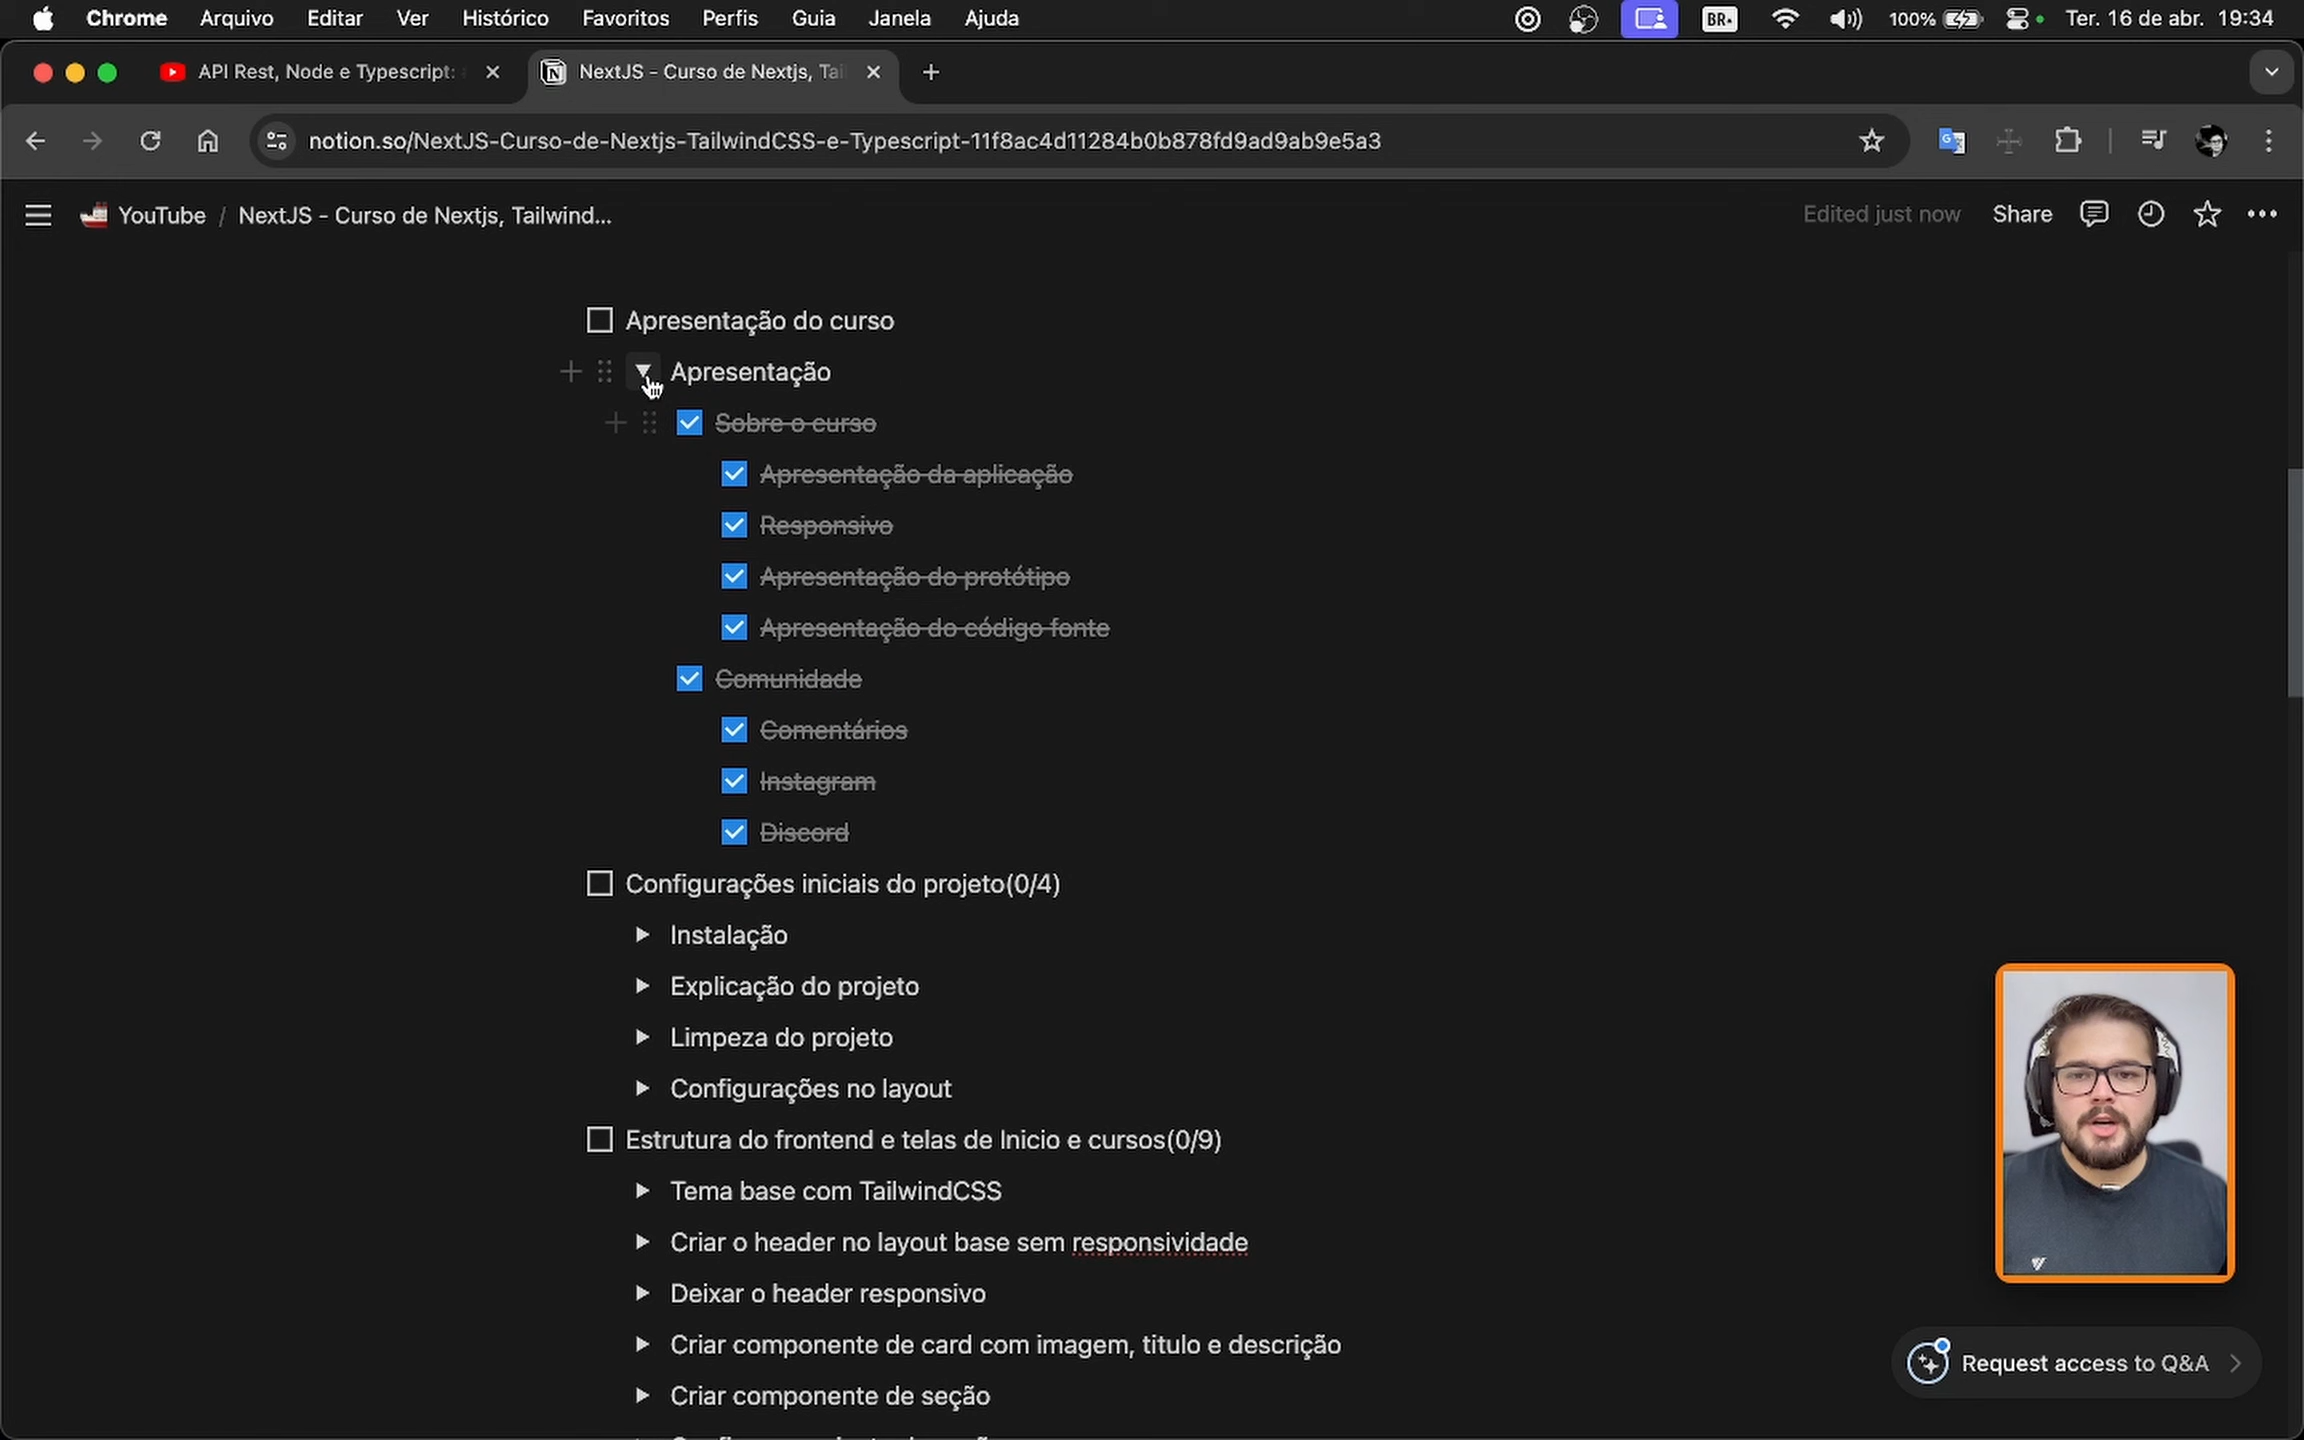 Chrome Arquivo Editar Ver Histórico Favoritos Perfis Guia Janela Ajuda BR 100% Ter. 16 de abr. 19:34
API Rest, Node e Typescript: NextJS - Curso de Nextjs, Tai
notion.so/NextJS-Curso-de-Nextjs-TailwindCSS-e-Typescript-11f8ac4d11284b0b878fd9ad9ab9e5a3
YouTube / NextJS - Curso de Nextjs, Tailwind... Edited just now Share
Apresentação do curso
Apresentação
Sobre o curso
Apresentação da aplicação
Responsivo
Apresentação do protótipo
Apresentação do código fonte
Comunidade
Comentários
Instagram
Discord
Configurações iniciais do projeto(0/4)
Instalação
Explicação do projeto
Limpeza do projeto
Configurações no layout
Estrutura do frontend e telas de Inicio e cursos(0/9)
Tema base com TailwindCSS
Criar o header no layout base sem responsividade
Deixar o header responsivo
Criar componente de card com imagem, titulo e descrição
Request access to Q&A
Criar componente de seção